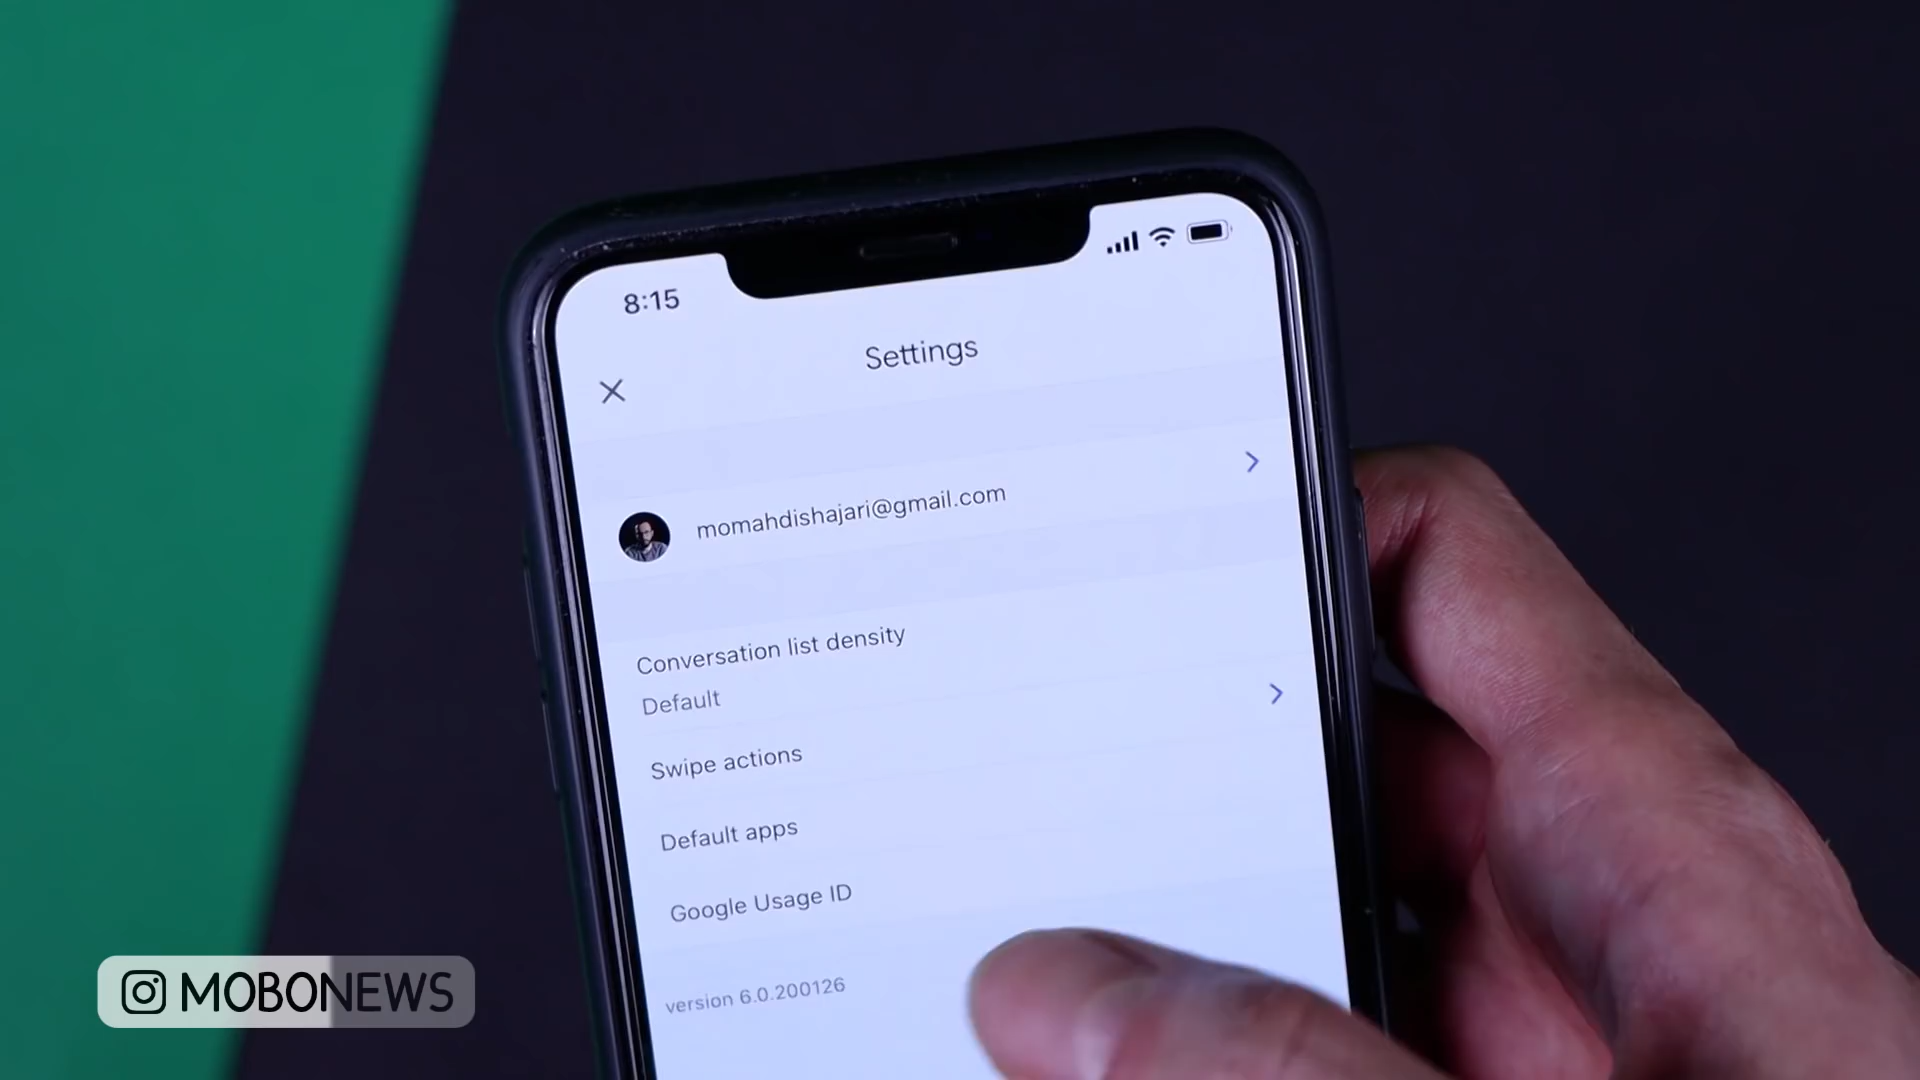 8:15
Settings
momahdishajari@gmail.com
Conversation list density
Default
Swipe actions
Default apps
Google Usage ID
version 6.0.200126
MOBONEWS